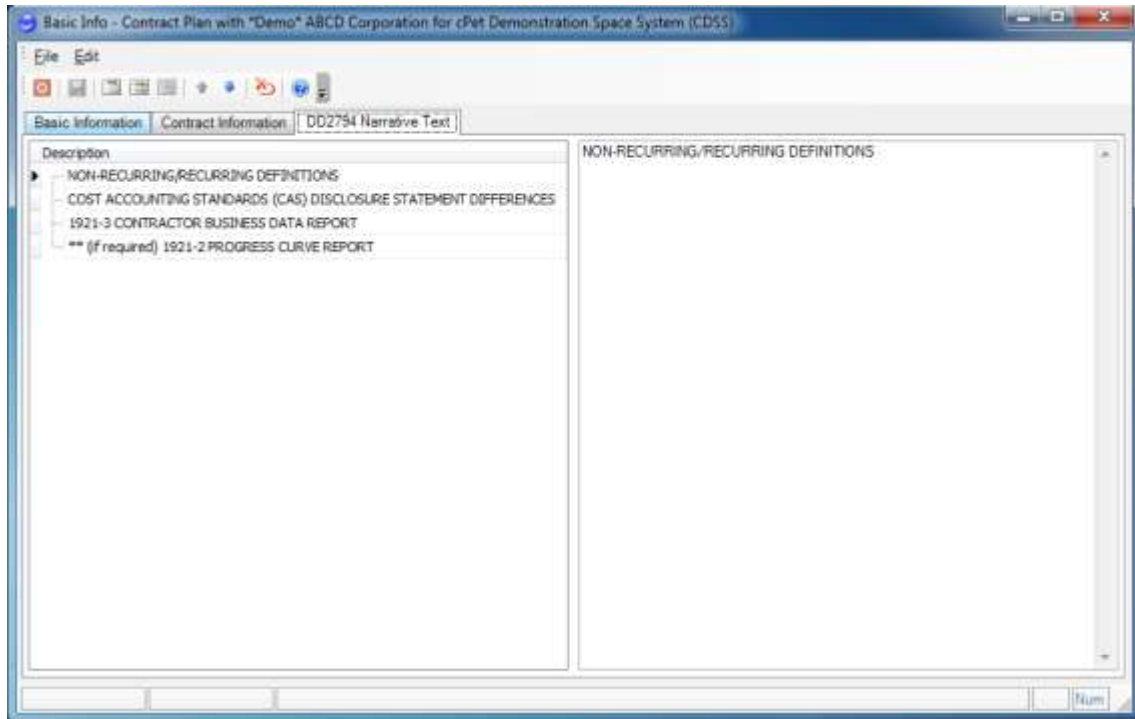 Basic Info - Contract Plan with *Demo* ABCD Corporation for cPet Demonstration Space System (CDSS)
File Edit
Basic Information Contract Information DD2794 Narrative Text
Description
NON-RECURRING/RECURRING DEFINITIONS
COST ACCOUNTING STANDARDS (CAS) DISCLOSURE STATEMENT DIFFERENCES
1921-3 CONTRACTOR BUSINESS DATA REPORT
** (if required) 1921-2 PROGRESS CURVE REPORT
NON-RECURRING/RECURRING DEFINITIONS
Num